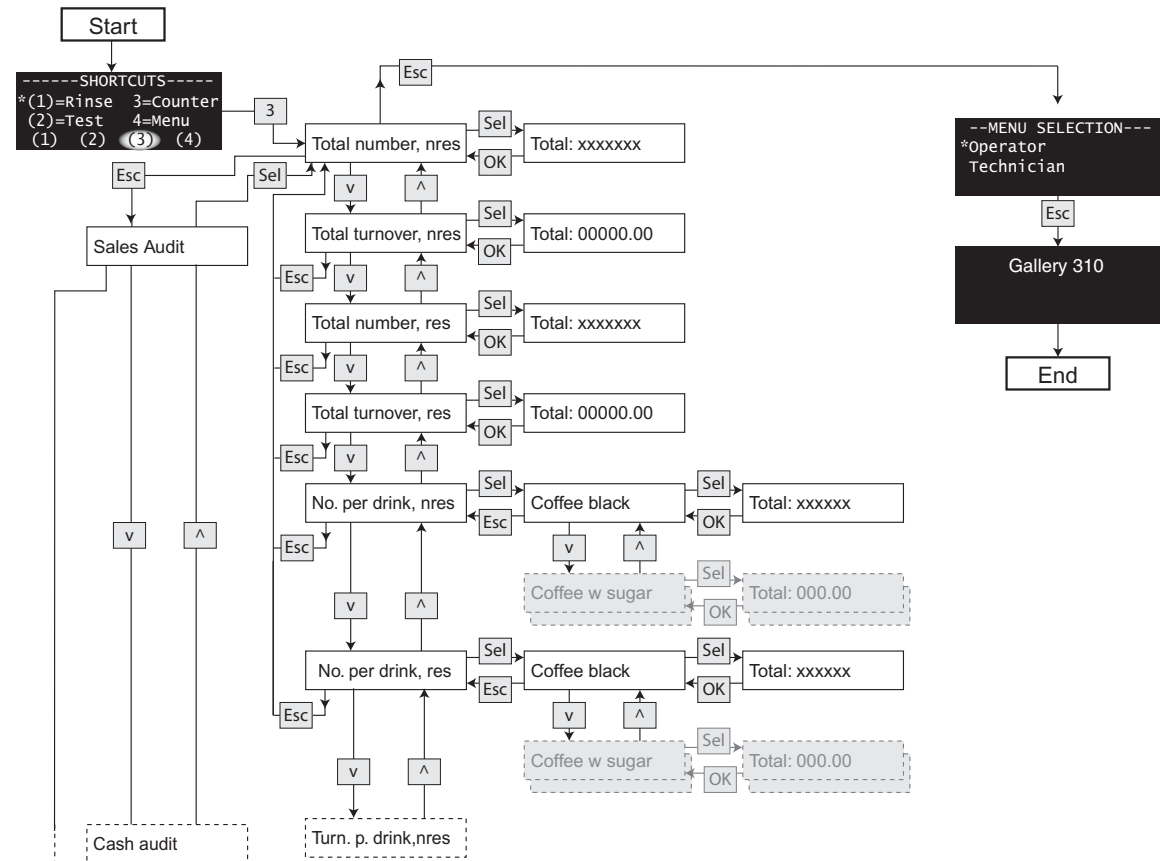 Start
------SHORTCUTS-----
*(1)=Rinse 3=Counter
(2)=Test 4=Menu
(1) (2) (3) (4)
3
Esc
--MENU SELECTION---
*Operator
Technician
Esc
Gallery 310
End
Total number, nres
Sel
OK
Total: xxxxxxx
Esc
Sel
v
^
Sales Audit
Total turnover, nres
Sel
OK
Total: 00000.00
Esc
v
^
Total number, res
Sel
OK
Total: xxxxxxx
Esc
v
^
Total turnover, res
Sel
OK
Total: 00000.00
Esc
v
^
No. per drink, nres
Sel
Esc
Coffee black
Sel
OK
Total: xxxxxx
v
^
Esc
v
^
Coffee w sugar
Sel
OK
Total: 000.00
v
^
No. per drink, res
Sel
Esc
Coffee black
Sel
OK
Total: xxxxxx
Esc
v
^
Coffee w sugar
Sel
OK
Total: 000.00
v
^
Cash audit
Turn. p. drink,nres